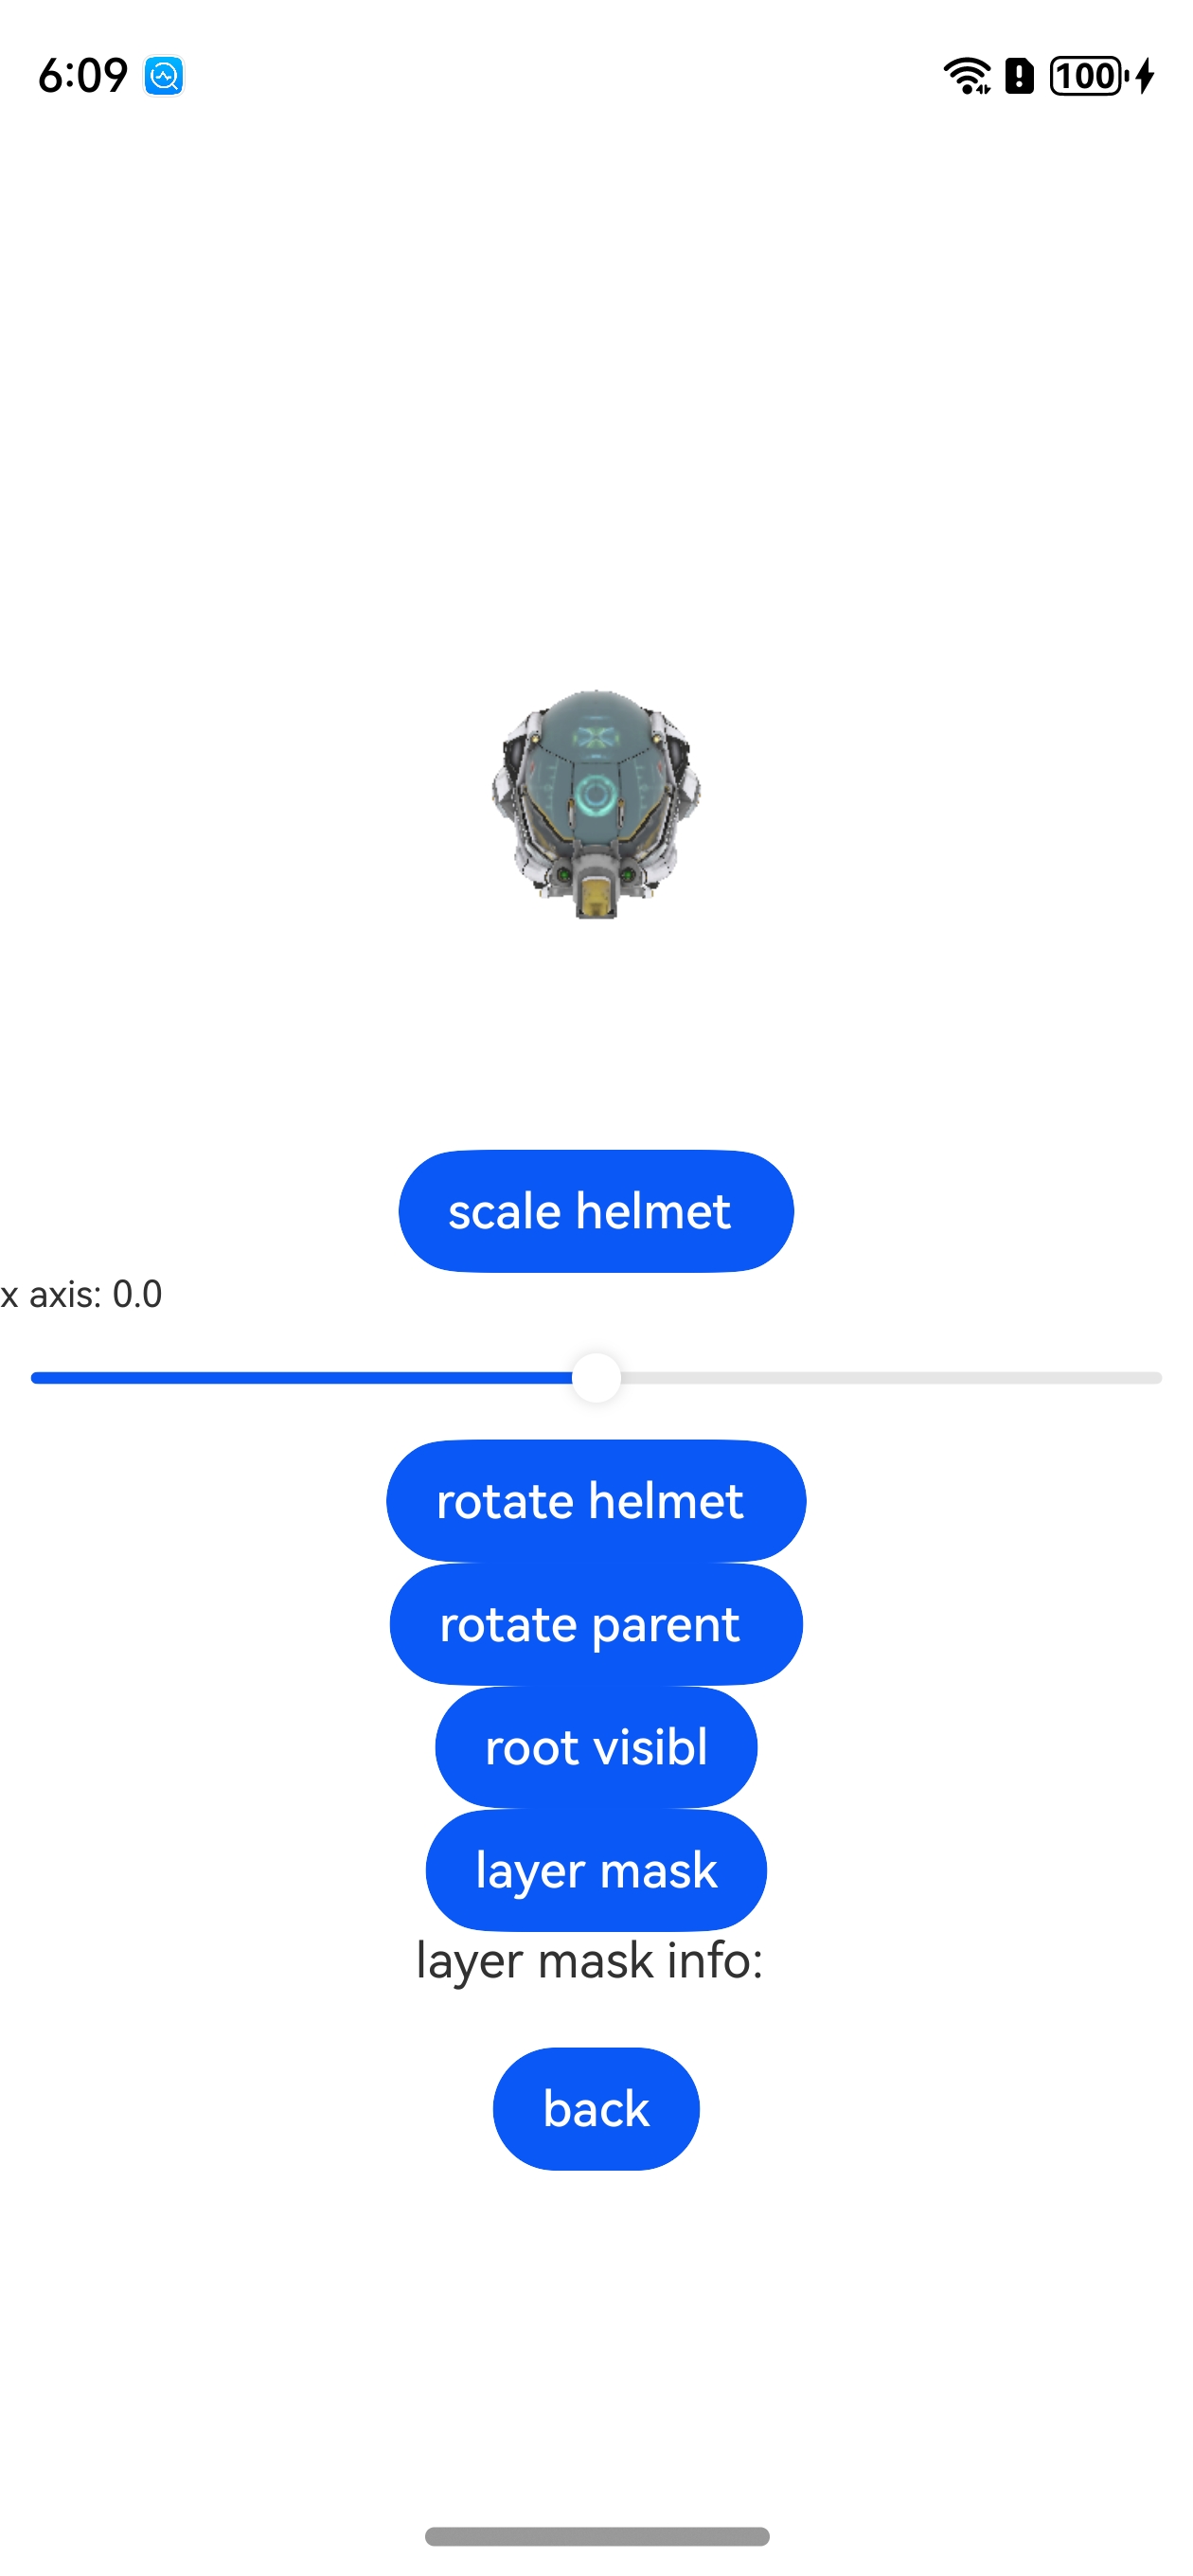 6:09
100
scale helmet
x axis: 0.0
rotate helmet
rotate parent
root visibl
layer mask
layer mask info:
back